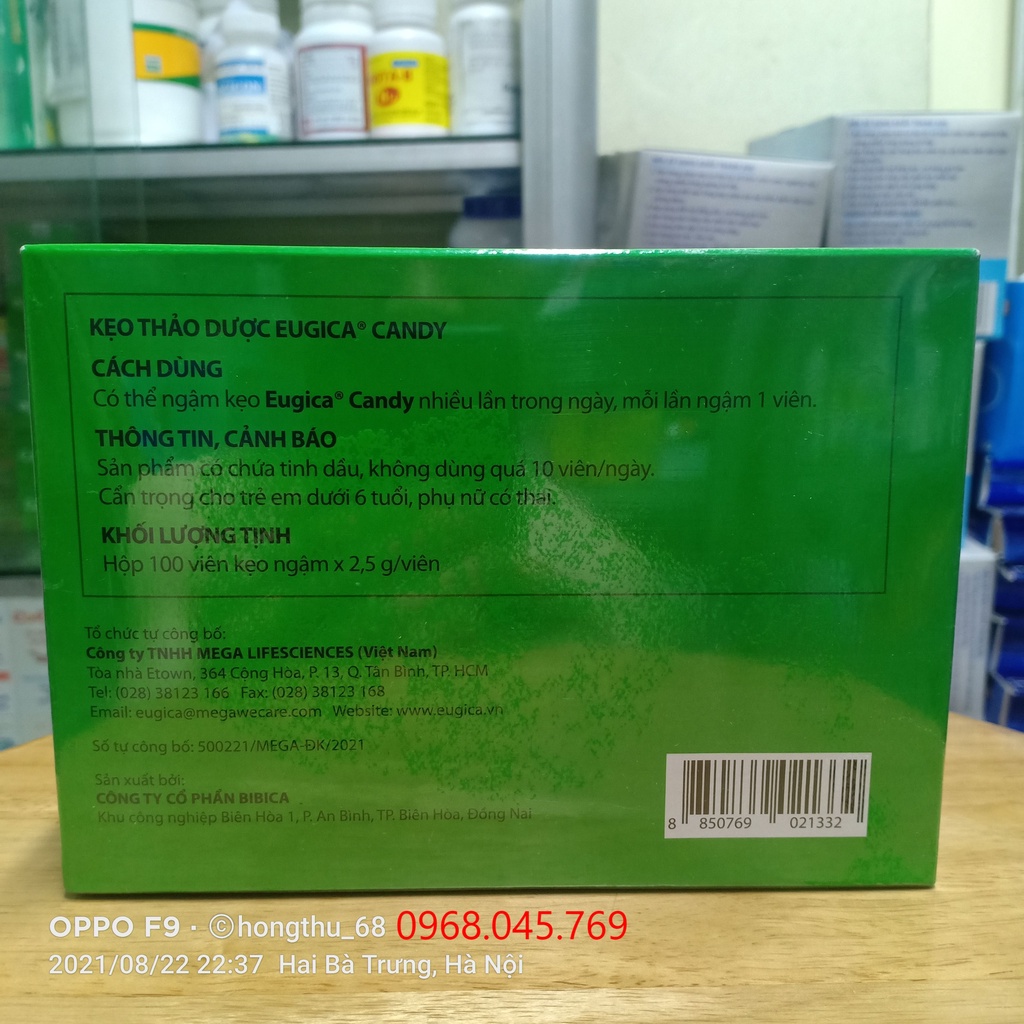 KẸO THẢO DƯỢC EUGICA® CANDY
CÁCH DÙNG
Có thể ngậm kẹo Eugica® Candy nhiều lần trong ngày, mỗi lần ngậm 1 viên.
THÔNG TIN, CẢNH BÁO
Sản phẩm có chứa tinh dầu, không dùng quá 10 viên/ngày.
Cẩn trọng cho trẻ em dưới 6 tuổi, phụ nữ có thai.
KHỐI LƯỢNG TỊNH
Hộp 100 viên kẹo ngậm x 2,5 g/viên
Tổ chức tự công bố:
Công ty TNHH MEGA LIFESCIENCES (Việt Nam)
Tòa nhà Etown, 364 Cộng Hòa, P. 13, Q. Tân Bình, TP. HCM
Tel: (028) 38123 166 Fax: (028) 38123 168
Email: eugica@megawecare.com Website: www.eugica.vn
Số tự công bố: 500221/MEGA-ĐK/2021
Sản xuất bởi:
CÔNG TY CỔ PHẦN BIBICA
Khu công nghiệp Biên Hòa 1, P. An Bình, TP. Biên Hòa, Đồng Nai
8 850769 021332
OPPO F9 · ©hongthu_68 0968.045.769
2021/08/22 22:37 Hai Bà Trưng, Hà Nội